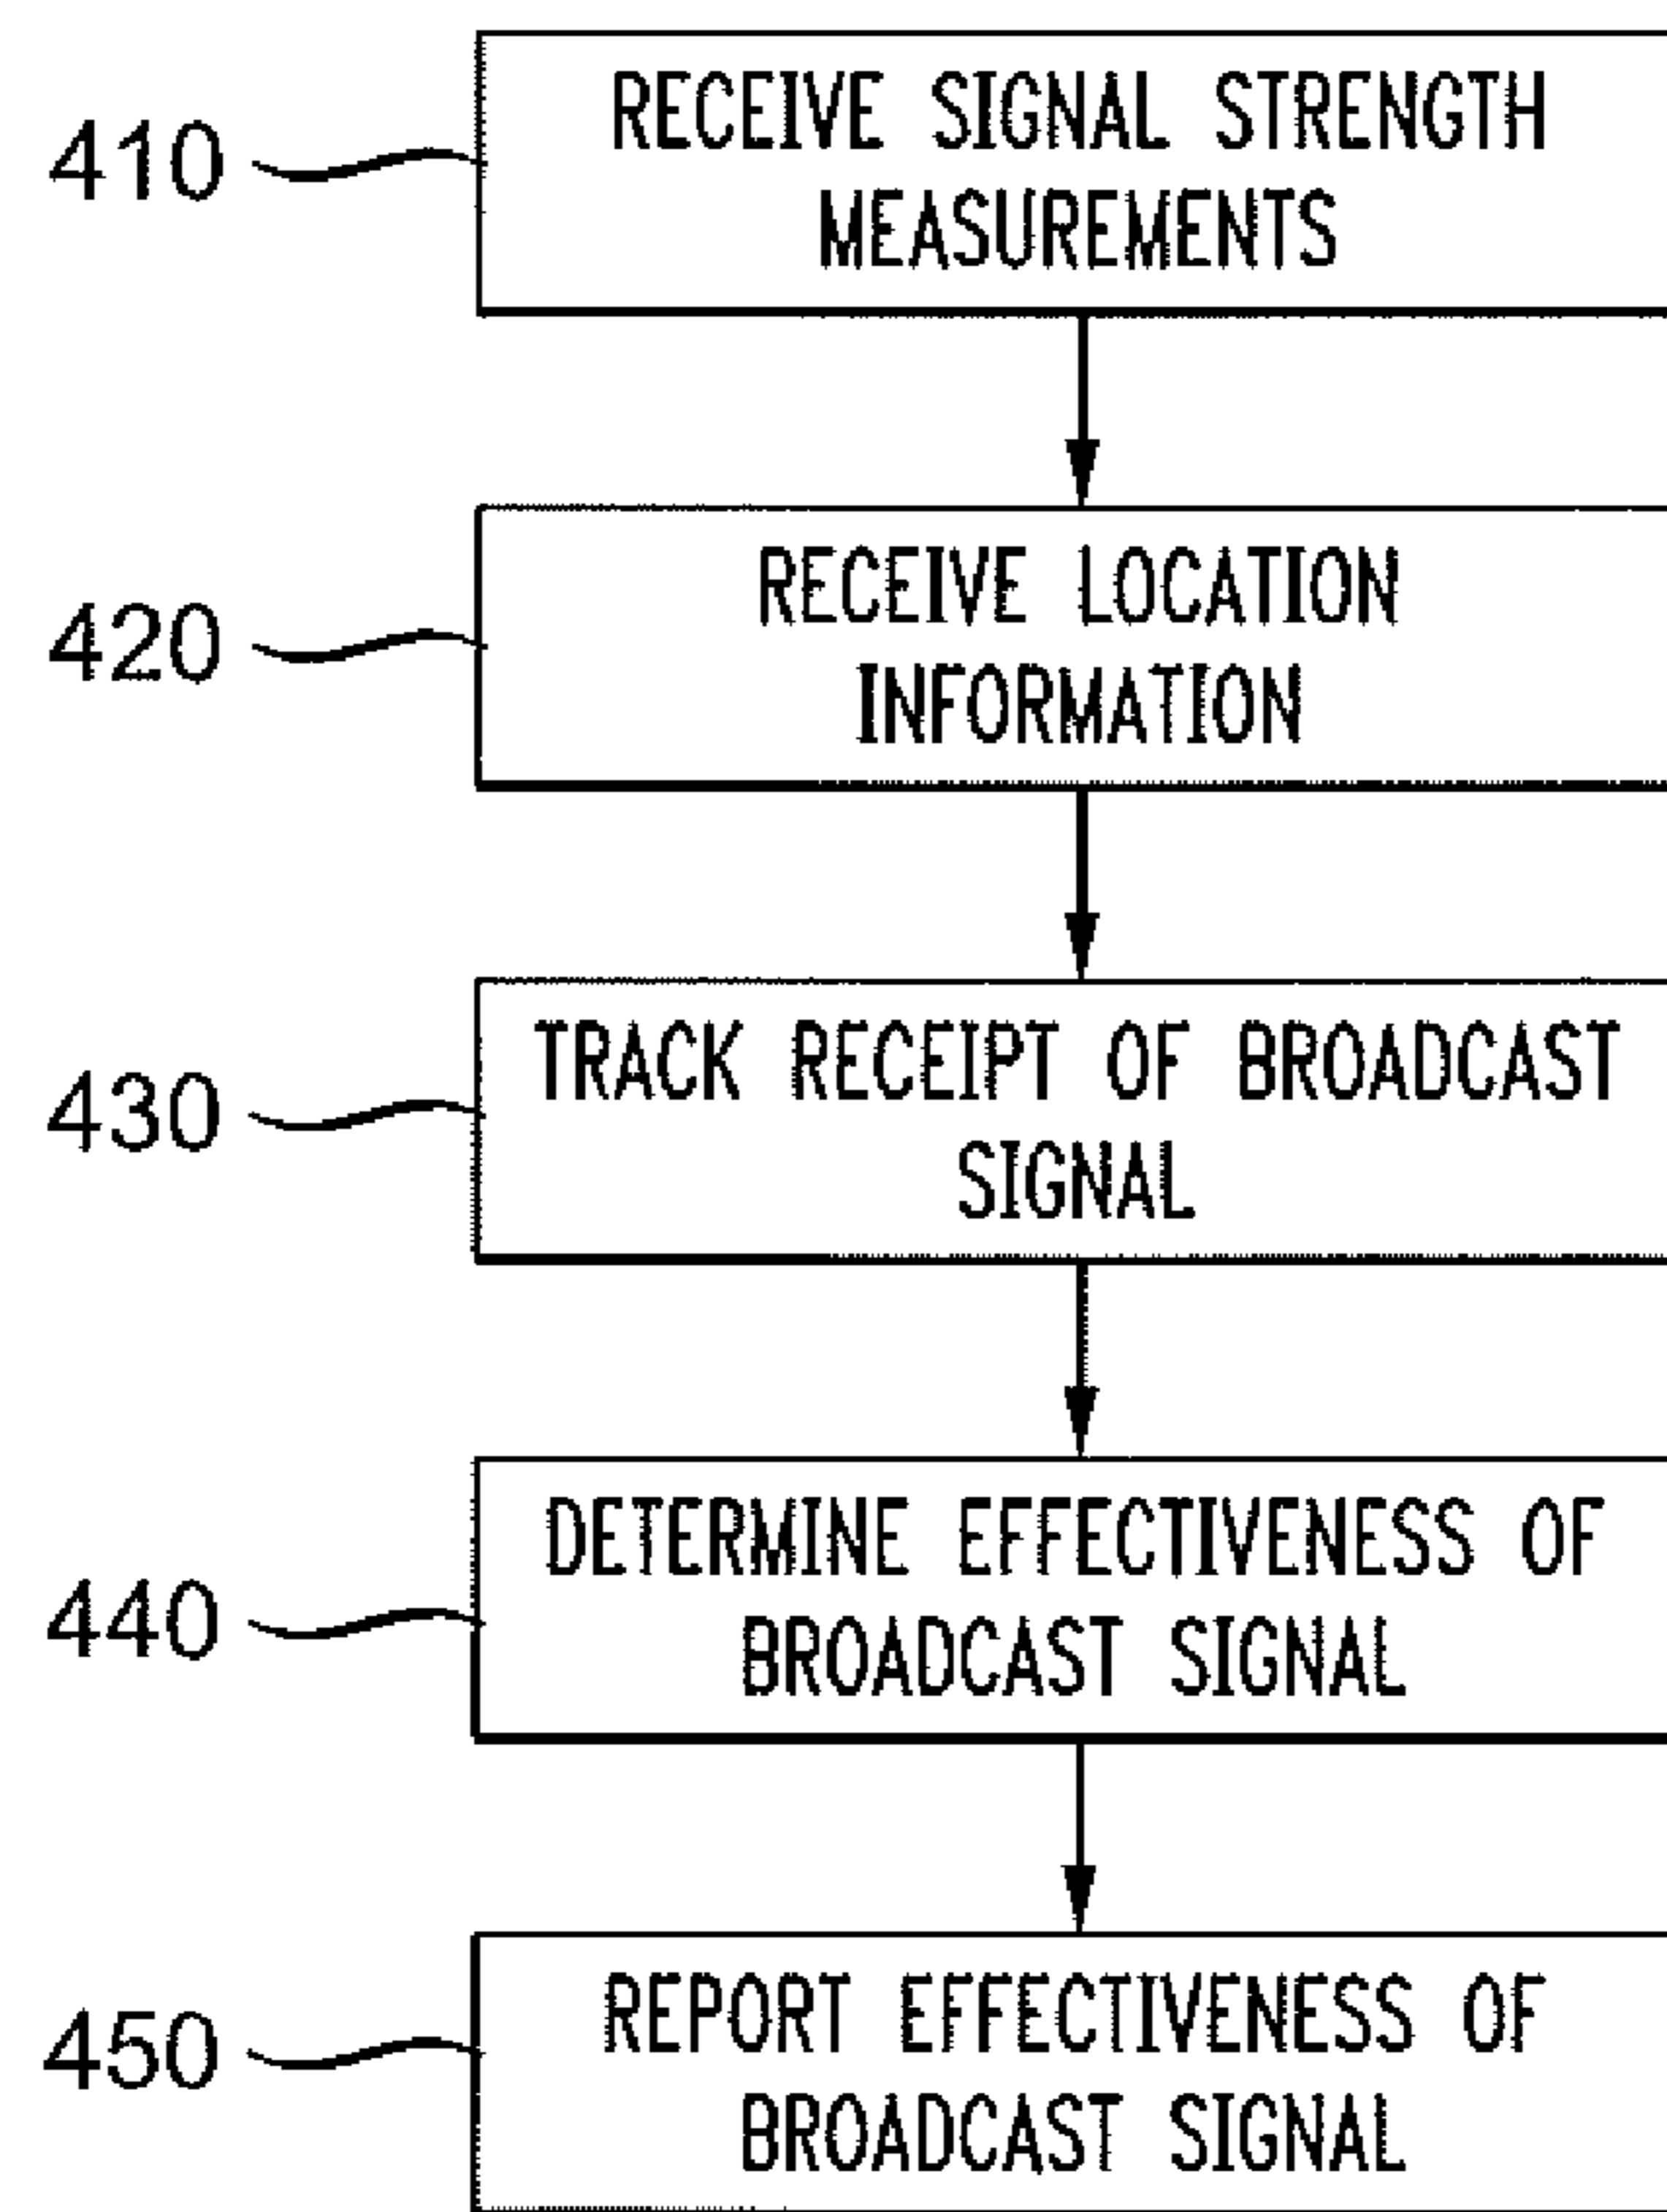 410
RECEIVE SIGNAL STRENGTH
MEASUREMENTS
420
RECEIVE LOCATION
INFORMATION
430
TRACK RECEIPT OF BROADCAST
SIGNAL
440
DETERMINE EFFECTIVENESS OF
BROADCAST SIGNAL
450
REPORT EFFECTIVENESS OF
BROADCAST SIGNAL